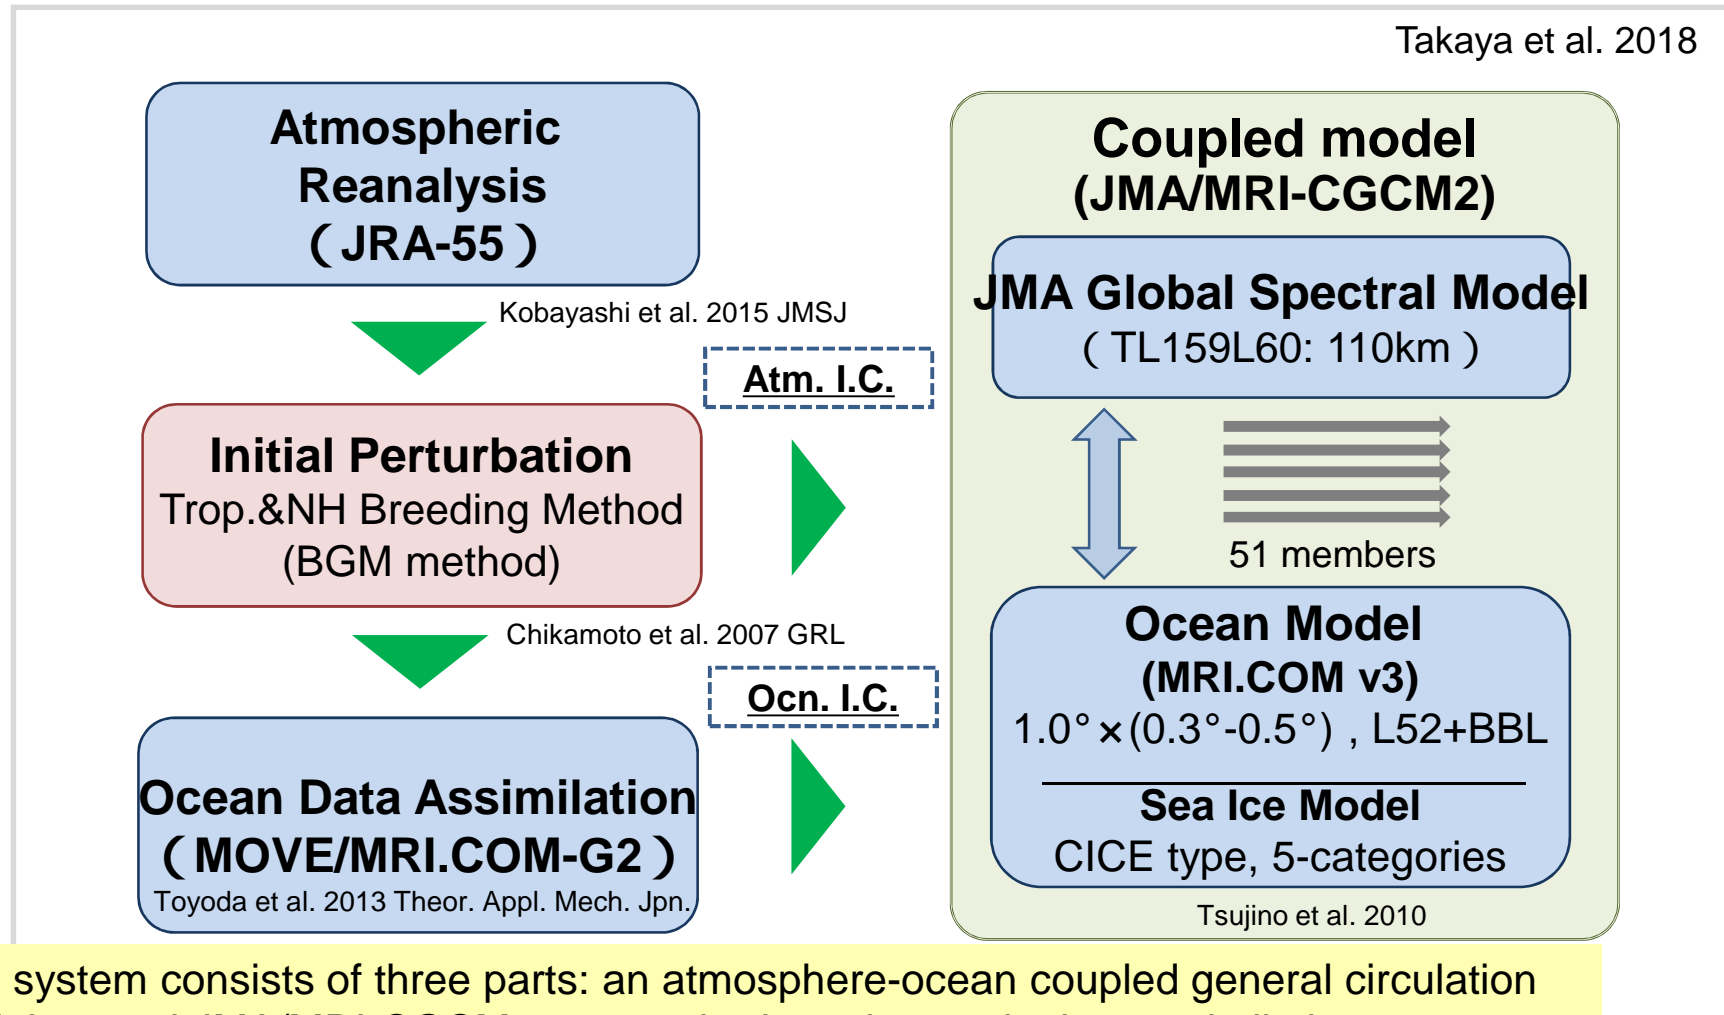 Takaya et al. 2018
Atmospheric
Reanalysis
( JRA-55 )
Kobayashi et al. 2015 JMSJ
Atm. I.C.
Initial Perturbation
Trop.&NH Breeding Method
(BGM method)
Chikamoto et al. 2007 GRL
Ocn. I.C.
Ocean Data Assimilation
( MOVE/MRI.COM-G2 )
Toyoda et al. 2013 Theor. Appl. Mech. Jpn.
Coupled model
(JMA/MRI-CGCM2)
JMA Global Spectral Model
( TL159L60: 110km )
51 members
Ocean Model
(MRI.COM v3)
1.0°×(0.3°-0.5°) , L52+BBL
Sea Ice Model
CICE type, 5-categories
Tsujino et al. 2010
system consists of three parts: an atmosphere-ocean coupled general circulation